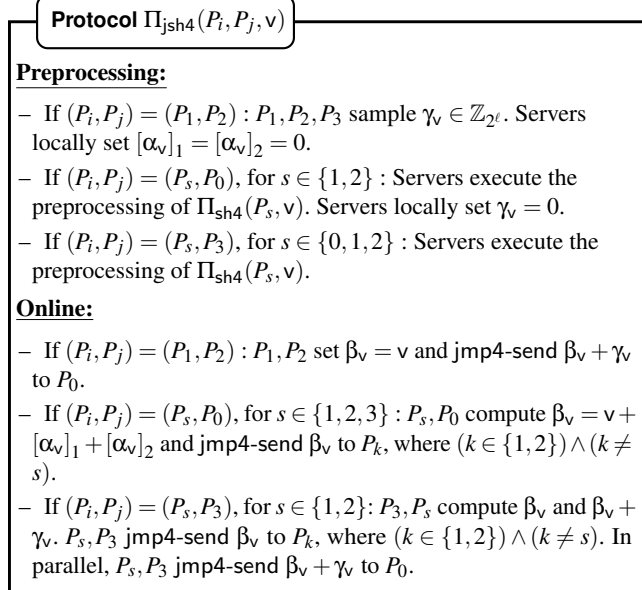 Protocol Π_jsh4(P_i, P_j, v)
Preprocessing:
– If (P_i, P_j) = (P_1, P_2) : P_1, P_2, P_3 sample γ_v ∈ ℤ_{2^ℓ}. Servers
locally set [α_v]_1 = [α_v]_2 = 0.
– If (P_i, P_j) = (P_s, P_0), for s ∈ {1,2} : Servers execute the
preprocessing of Π_sh4(P_s, v). Servers locally set γ_v = 0.
– If (P_i, P_j) = (P_s, P_3), for s ∈ {0,1,2} : Servers execute the
preprocessing of Π_sh4(P_s, v).
Online:
– If (P_i, P_j) = (P_1, P_2) : P_1, P_2 set β_v = v and jmp4-send β_v + γ_v
to P_0.
– If (P_i, P_j) = (P_s, P_0), for s ∈ {1,2,3} : P_s, P_0 compute β_v = v +
[α_v]_1 + [α_v]_2 and jmp4-send β_v to P_k, where (k ∈ {1,2}) ∧ (k ≠
s).
– If (P_i, P_j) = (P_s, P_3), for s ∈ {1,2}: P_3, P_s compute β_v and β_v +
γ_v. P_s, P_3 jmp4-send β_v to P_k, where (k ∈ {1,2}) ∧ (k ≠ s). In
parallel, P_s, P_3 jmp4-send β_v + γ_v to P_0.